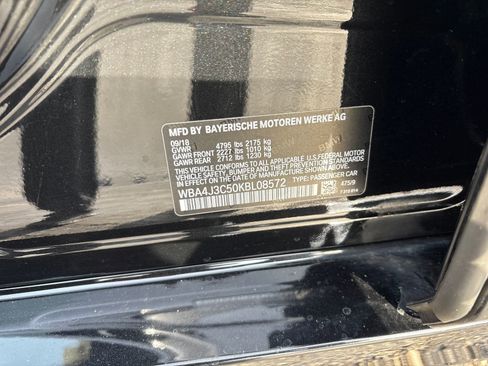 MFD BY BAYERISCHE MOTOREN WERKE AG
09/18
GVWR 4795 lbs 2175 kg
GAWR FRONT 2227 lbs 1010 kg
GAWR REAR 2712 lbs 1230 kg
THIS VEHICLE CONFORMS TO ALL APPLICABLE U.S. FEDERAL MOTOR
VEHICLE SAFETY, BUMPER, AND THEFT PREVENTION STANDARDS
IN EFFECT ON THE DATE OF MANUFACTURE SHOWN ABOVE.
WBA4J3C50KBL08572 TYPE: PASSENGER CAR
475/9